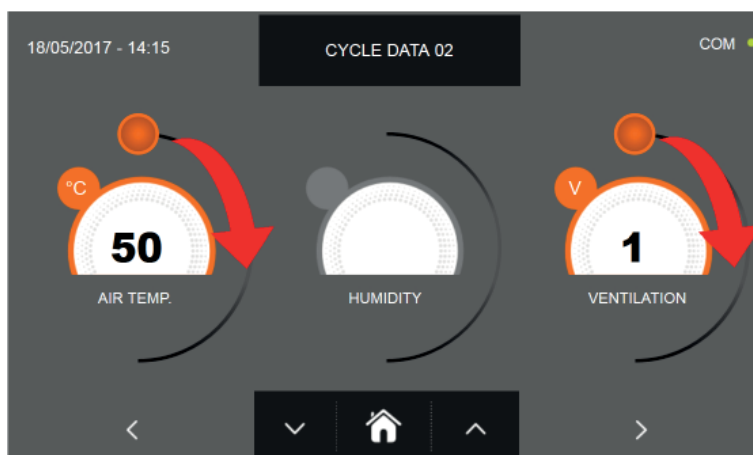 18/05/2017 - 14:15
CYCLE DATA 02
COM
°C
50
AIR TEMP.
HUMIDITY
V
1
VENTILATION